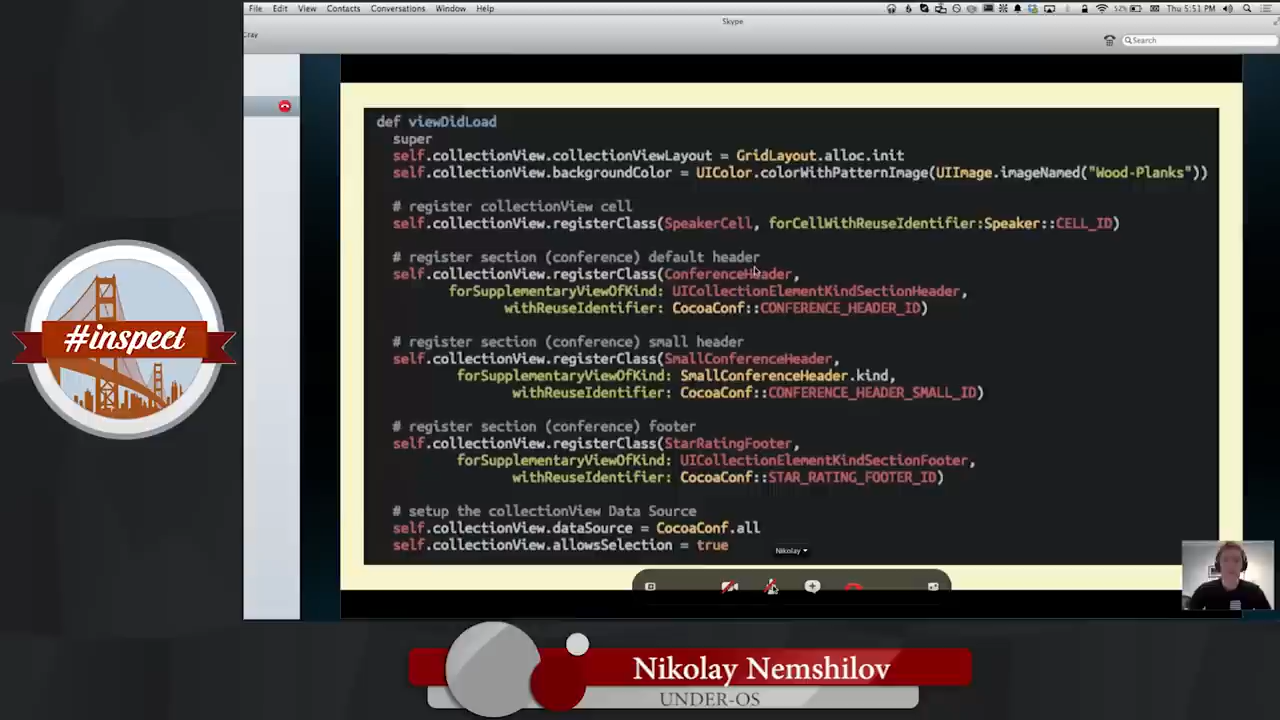 File Edit View Contacts Conversations Window Help
52% Thu 5:51 PM
Skype
Cray
Search
def viewDidLoad
super
self.collectionView.collectionViewLayout = GridLayout.alloc.init
self.collectionView.backgroundColor = UIColor.colorWithPatternImage(UIImage.imageNamed("Wood-Planks"))
# register collectionView cell
self.collectionView.registerClass(SpeakerCell, forCellWithReuseIdentifier:Speaker::CELL_ID)
# register section (conference) default header
self.collectionView.registerClass(ConferenceHeader,
forSupplementaryViewOfKind: UICollectionElementKindSectionHeader,
withReuseIdentifier: CocoaConf::CONFERENCE_HEADER_ID)
# register section (conference) small header
self.collectionView.registerClass(SmallConferenceHeader,
forSupplementaryViewOfKind: SmallConferenceHeader.kind,
withReuseIdentifier: CocoaConf::CONFERENCE_HEADER_SMALL_ID)
# register section (conference) footer
self.collectionView.registerClass(StarRatingFooter,
forSupplementaryViewOfKind: UICollectionElementKindSectionFooter,
withReuseIdentifier: CocoaConf::STAR_RATING_FOOTER_ID)
# setup the collectionView Data Source
self.collectionView.dataSource = CocoaConf.all
self.collectionView.allowsSelection = true
Nikolay
#inspect
Nikolay Nemshilov
UNDER-OS